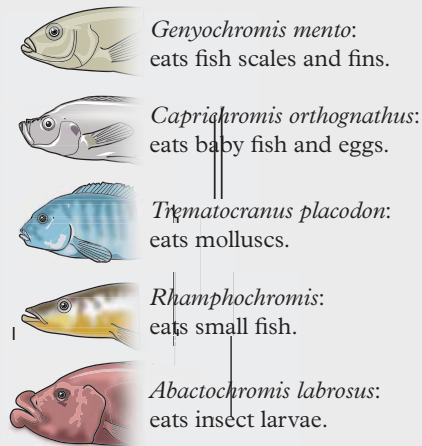 Genyochromis mento:
eats fish scales and fins.
Caprichromis orthognathus:
eats baby fish and eggs.
Trematocranus placodon:
eats molluscs.
Rhamphochromis:
eats small fish.
Abactochromis labrosus:
eats insect larvae.